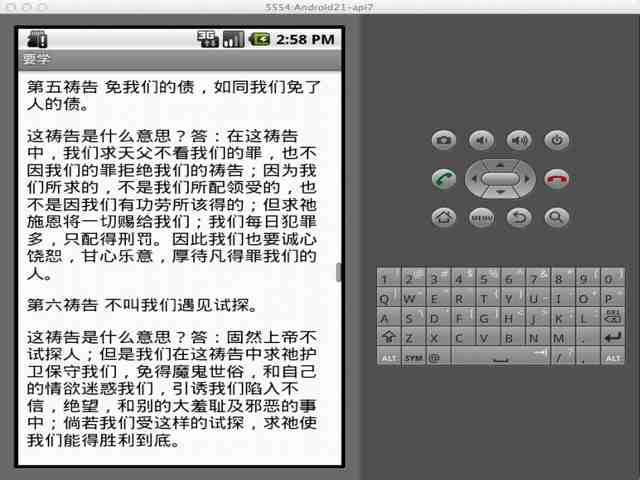 5554:Android21-api7
3G 2:58 PM
要学
第五祷告 免我们的债，如同我们免了
人的债。
这祷告是什么意思？答：在这祷告
中，我们求天父不看我们的罪，也不
因我们的罪拒绝我们的祷告；因为我
们所求的，不是我们所配领受的，也
不是因我们有功劳所该得的；但求祂
施恩将一切赐给我们；我们每日犯罪
多，只配得刑罚。因此我们也要诚心
饶恕，甘心乐意，厚待凡得罪我们的
人。
第六祷告 不叫我们遇见试探。
这祷告是什么意思？答：固然上帝不
试探人；但是我们在这祷告中求祂护
卫保守我们，免得魔鬼世俗，和自己
的情欲迷惑我们，引诱我们陷入不
信，绝望，和别的大羞耻及邪恶的事
中；倘若我们受这样的试探，求祂使
我们能得胜利到底。
MENU
1 2 3 4 5 6 7 8 9 0
Q W E R T Y U I O P
A S D F G H J K L DEL
Z X C V B N M .
ALT SYM @ / , ALT